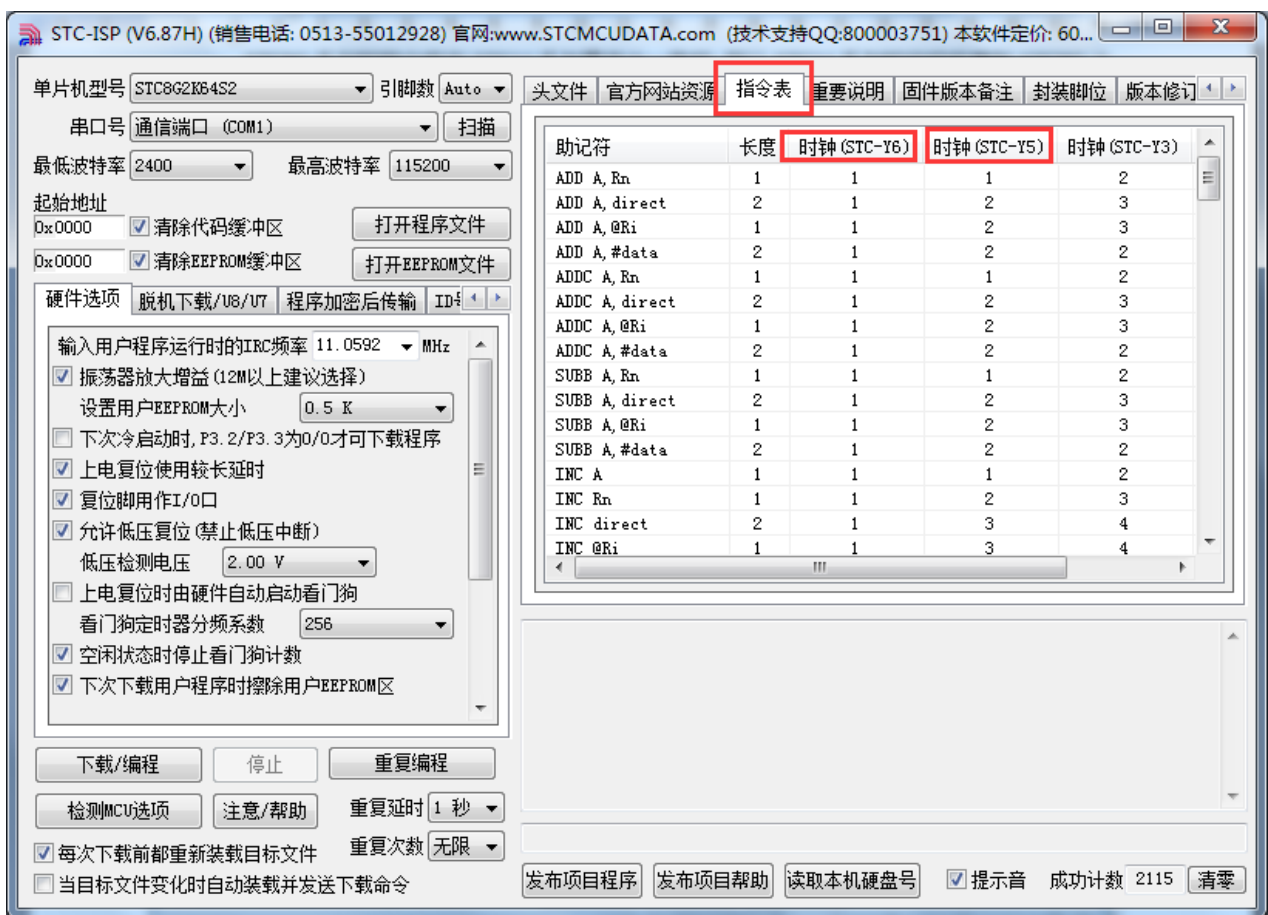 STC-ISP (V6.87H) (销售电话: 0513-55012928) 官网:www.STCMCUDATA.com (技术支持QQ:800003751) 本软件定价: 60...
单片机型号 STC8G2K64S2 引脚数 Auto
串口号 通信端口 (COM1) 扫描
最低波特率 2400 最高波特率 115200
起始地址
0x0000 清除代码缓冲区 打开程序文件
0x0000 清除EEPROM缓冲区 打开EEPROM文件
硬件选项 脱机下载/U8/U7 程序加密后传输
输入用户程序运行时的IRC频率 11.0592 MHz
振荡器放大增益(12M以上建议选择)
设置用户EEPROM大小 0.5 K
下次冷启动时,P3.2/P3.3为0/0才可下载程序
上电复位使用较长延时
复位脚用作I/O口
允许低压复位(禁止低压中断)
低压检测电压 2.00 V
上电复位时由硬件自动启动看门狗
看门狗定时器分频系数 256
空闲状态时停止看门狗计数
下次下载用户程序时擦除用户EEPROM区
下载/编程 停止 重复编程
检测MCU选项 注意/帮助 重复延时 1 秒
每次下载前都重新装载目标文件 重复次数 无限
当目标文件变化时自动装载并发送下载命令
头文件 官方网站资源 指令表 重要说明 固件版本备注 封装脚位 版本修订
助记符 长度 时钟(STC-Y6) 时钟(STC-Y5) 时钟(STC-Y3)
ADD A,Rn 1 1 1 2
ADD A,direct 2 1 2 3
ADD A,@Ri 1 1 2 3
ADD A,#data 2 1 2 2
ADDC A,Rn 1 1 1 2
ADDC A,direct 2 1 2 3
ADDC A,@Ri 1 1 2 3
ADDC A,#data 2 1 2 2
SUBB A,Rn 1 1 1 2
SUBB A,direct 2 1 2 3
SUBB A,@Ri 1 1 2 3
SUBB A,#data 2 1 2 2
INC A 1 1 1 2
INC Rn 1 1 2 3
INC direct 2 1 3 4
INC @Ri 1 1 3 4
发布项目程序 发布项目帮助 读取本机硬盘号 提示音 成功计数 2115 清零